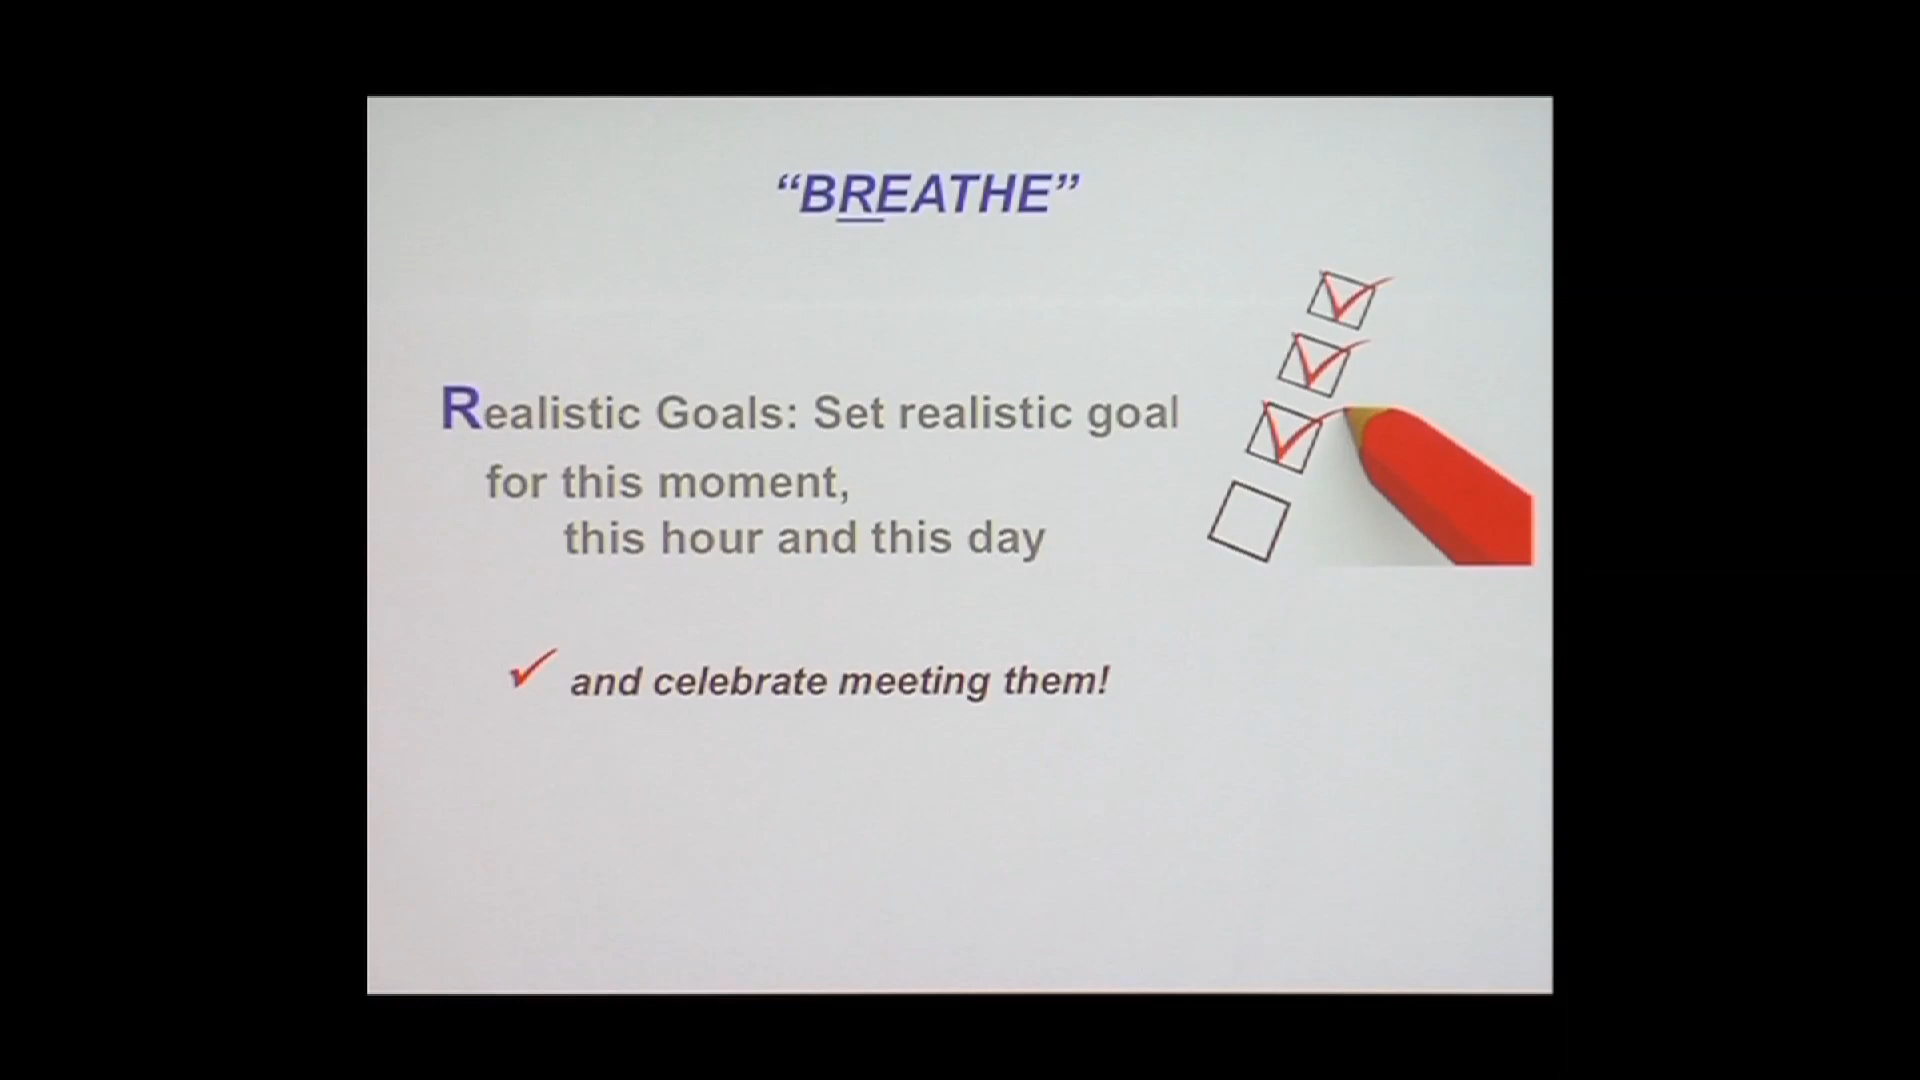 “BREATHE”
Realistic Goals: Set realistic goal
for this moment,
this hour and this day
✓ and celebrate meeting them!